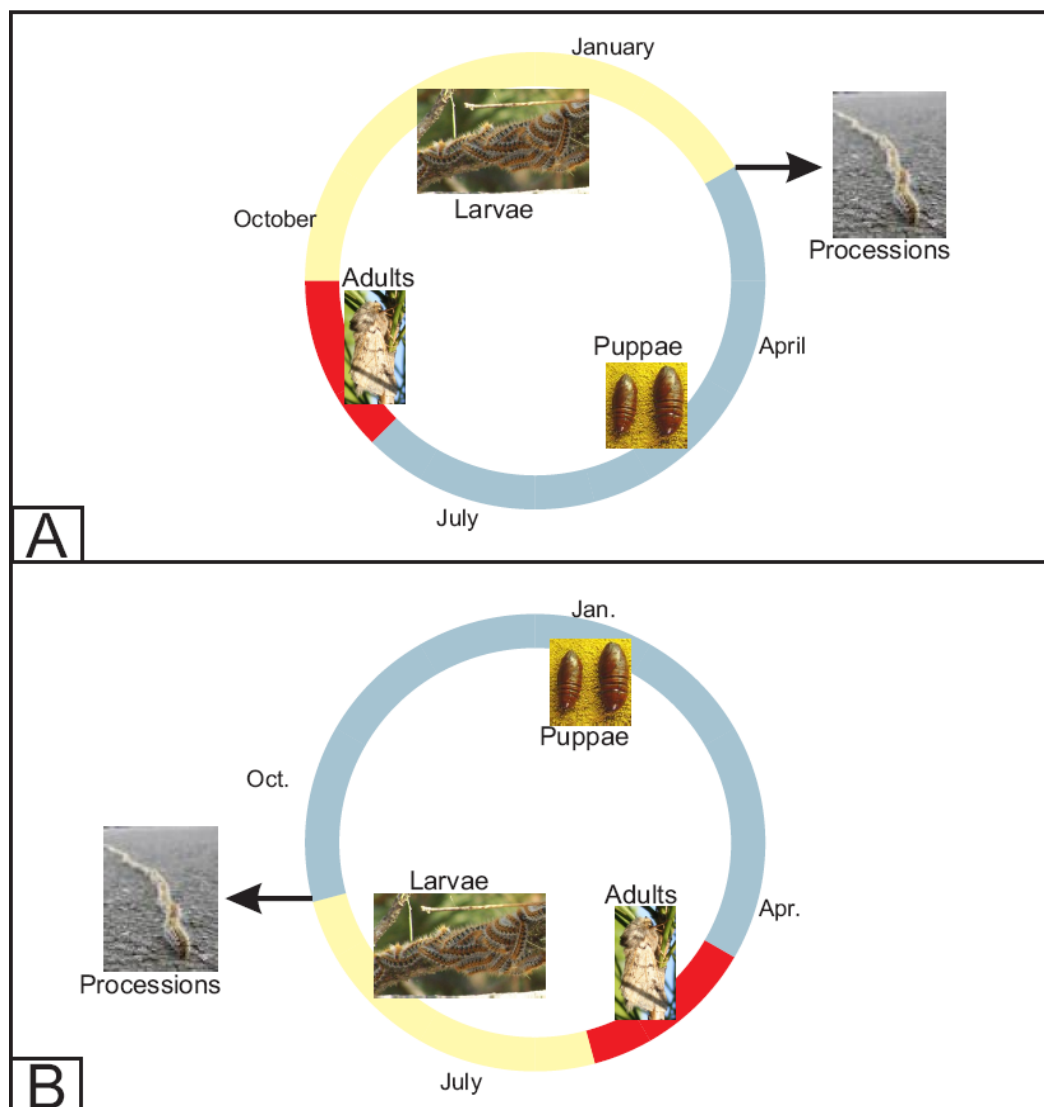 January
Larvae
Processions
October
Adults
Puppae
April
July
A
Jan.
Puppae
Oct.
Larvae
Adults
Apr.
Processions
July
B